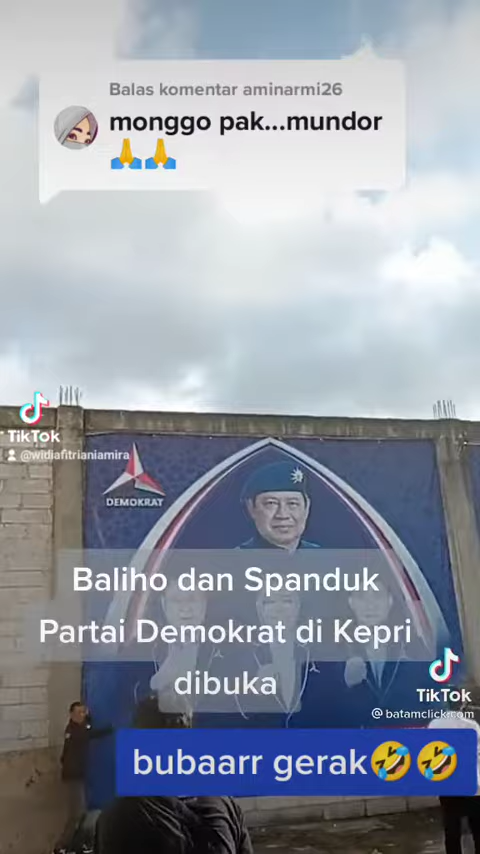 Balas komentar aminarmi26
monggo pak...mundor
🙏🙏
TikTok
@widiafitrianiamira
DEMOKRAT
Baliho dan Spanduk
Partai Demokrat di Kepri
dibuka
TikTok
@batamclick.com
bubaarr gerak🤣🤣